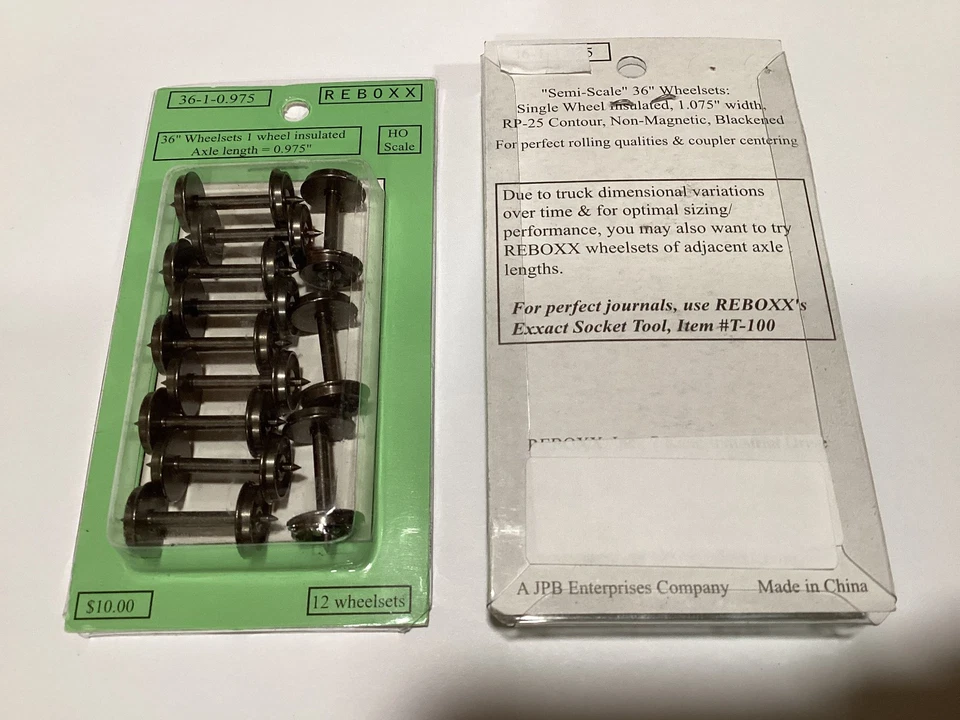 36-1-0.975
REBOXX
36" Wheelsets 1 wheel insulated
Axle length = 0.975"
HO
Scale
$10.00
12 wheelsets
5
"Semi-Scale" 36" Wheelsets:
Single Wheel Insulated, 1.075" width,
RP-25 Contour, Non-Magnetic, Blackened
For perfect rolling qualities & coupler centering
Due to truck dimensional variations
over time & for optimal sizing/
performance, you may also want to try
REBOXX wheelsets of adjacent axle
lengths.
For perfect journals, use REBOXX's
Exxact Socket Tool, Item #T-100
A JPB Enterprises Company
Made in China